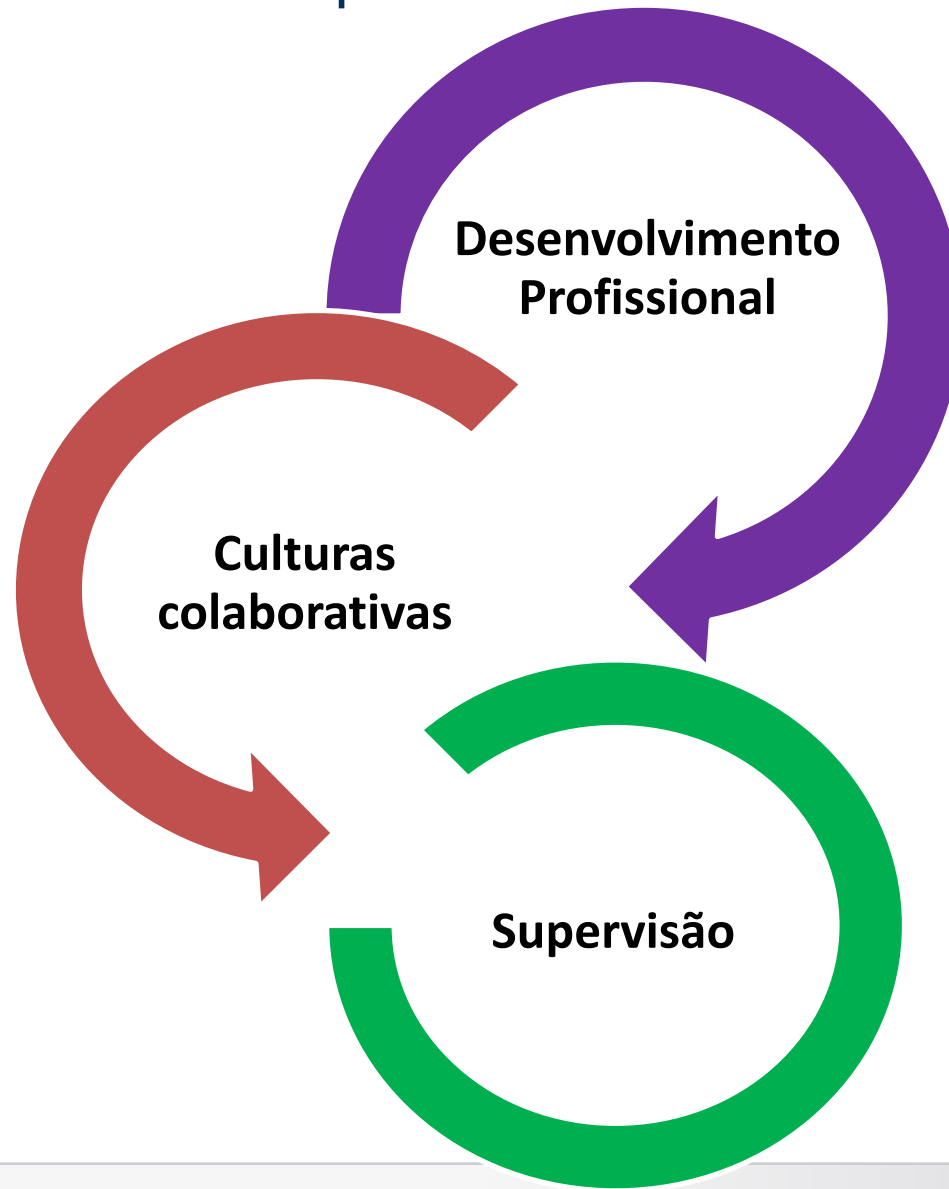 Desenvolvimento
Profissional
Culturas
colaborativas
Supervisão